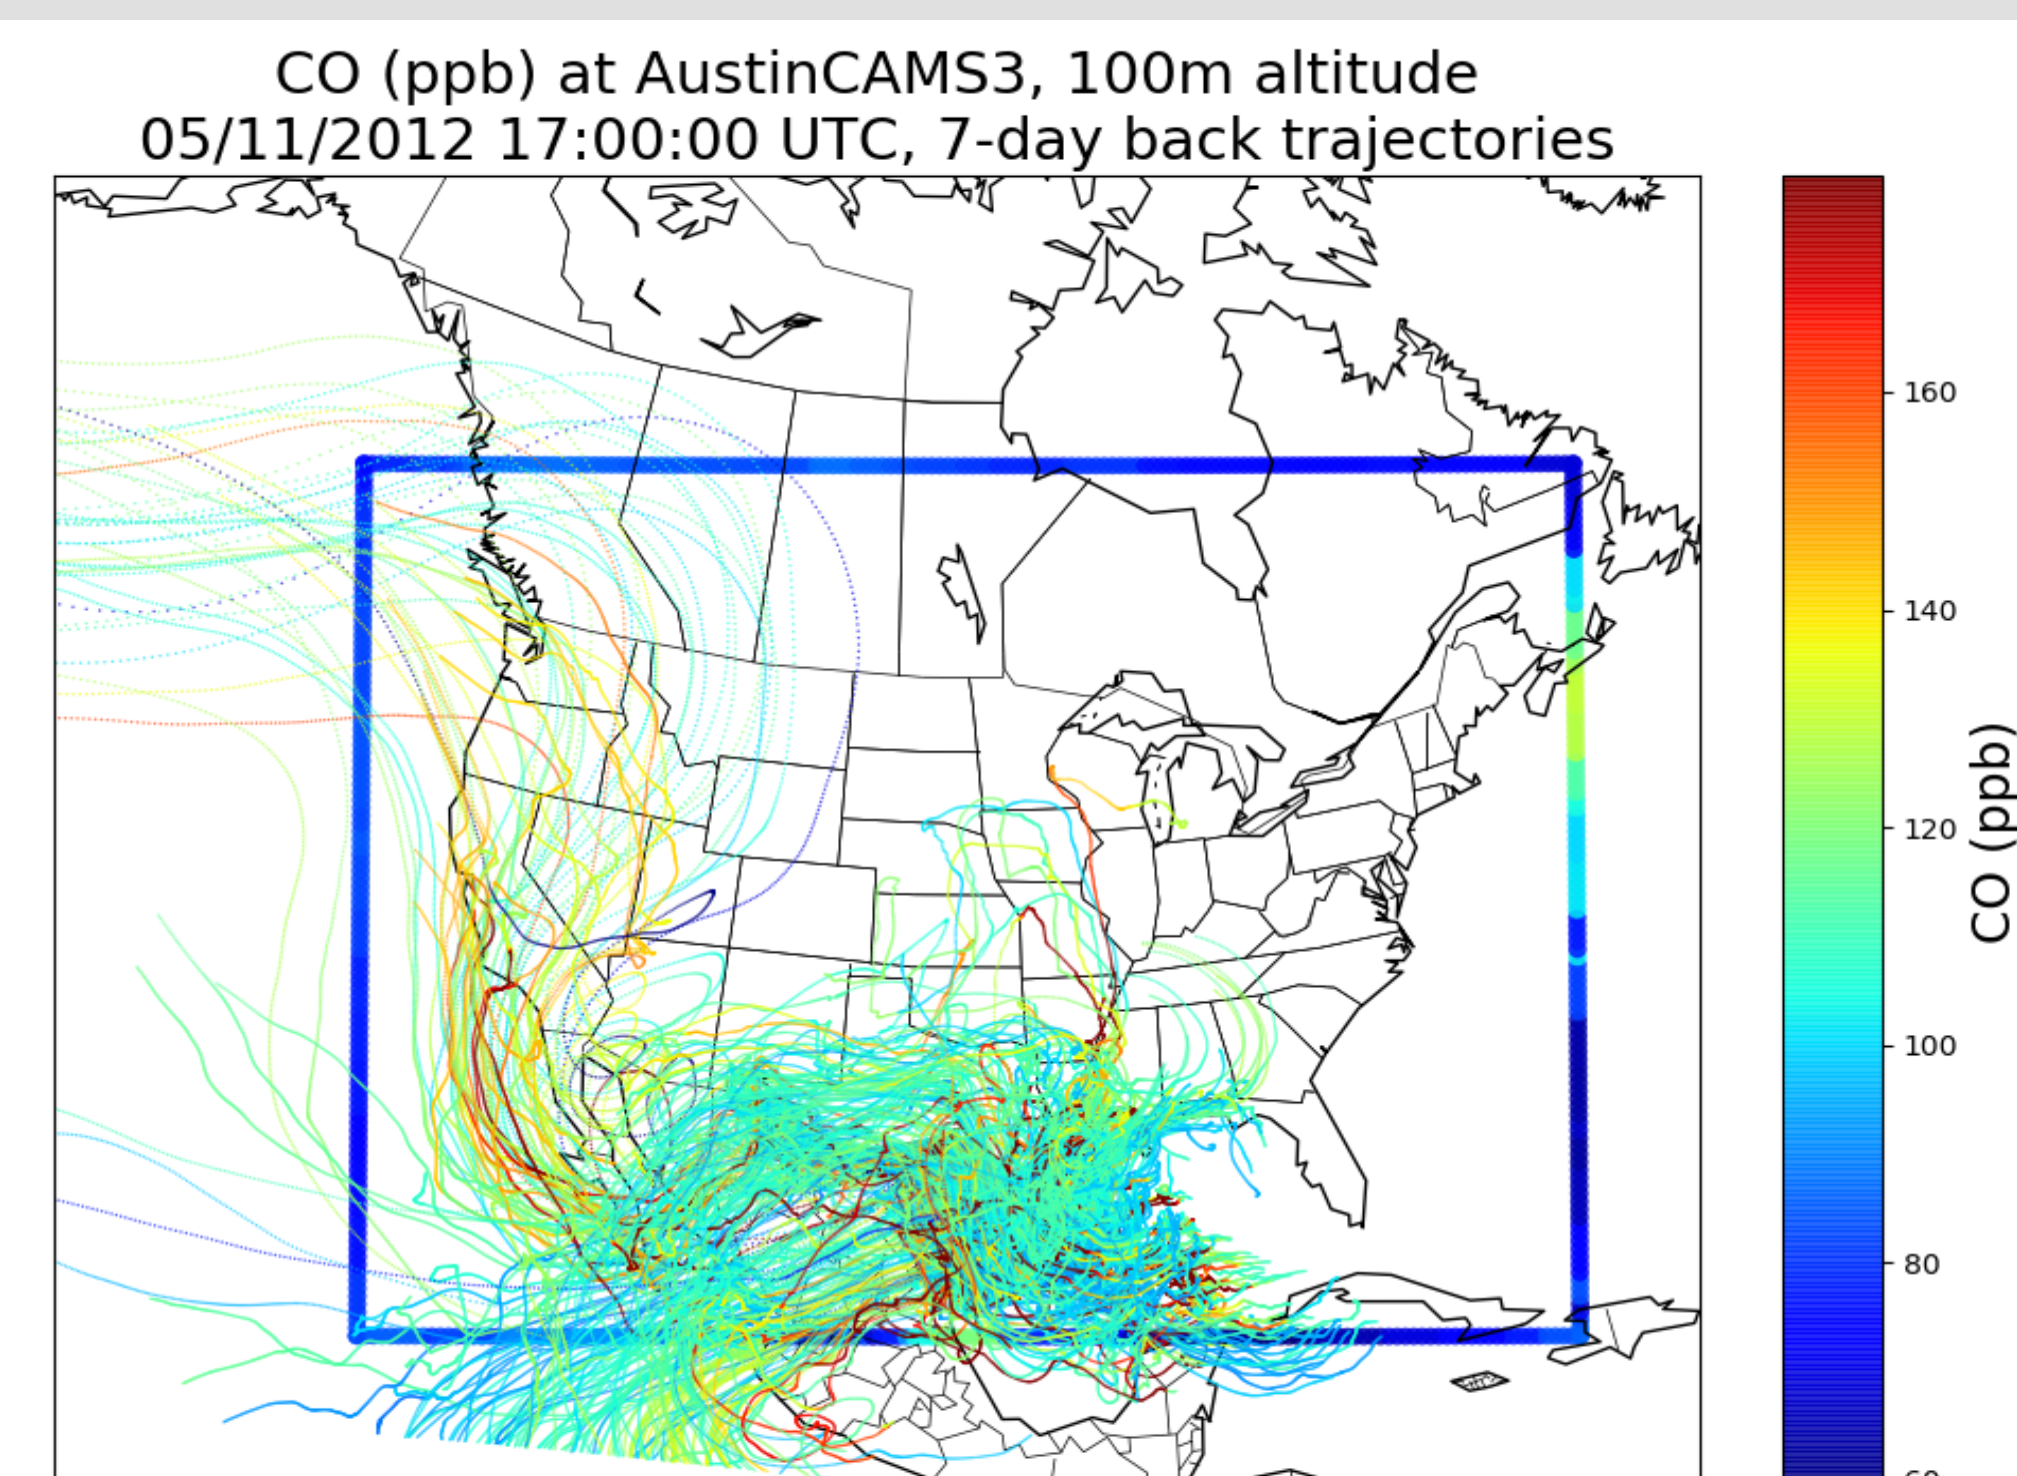 CO (ppb) at AustinCAMS3, 100m altitude
05/11/2012 17:00:00 UTC, 7-day back trajectories
160
140
120
100
80
CO (ppb)